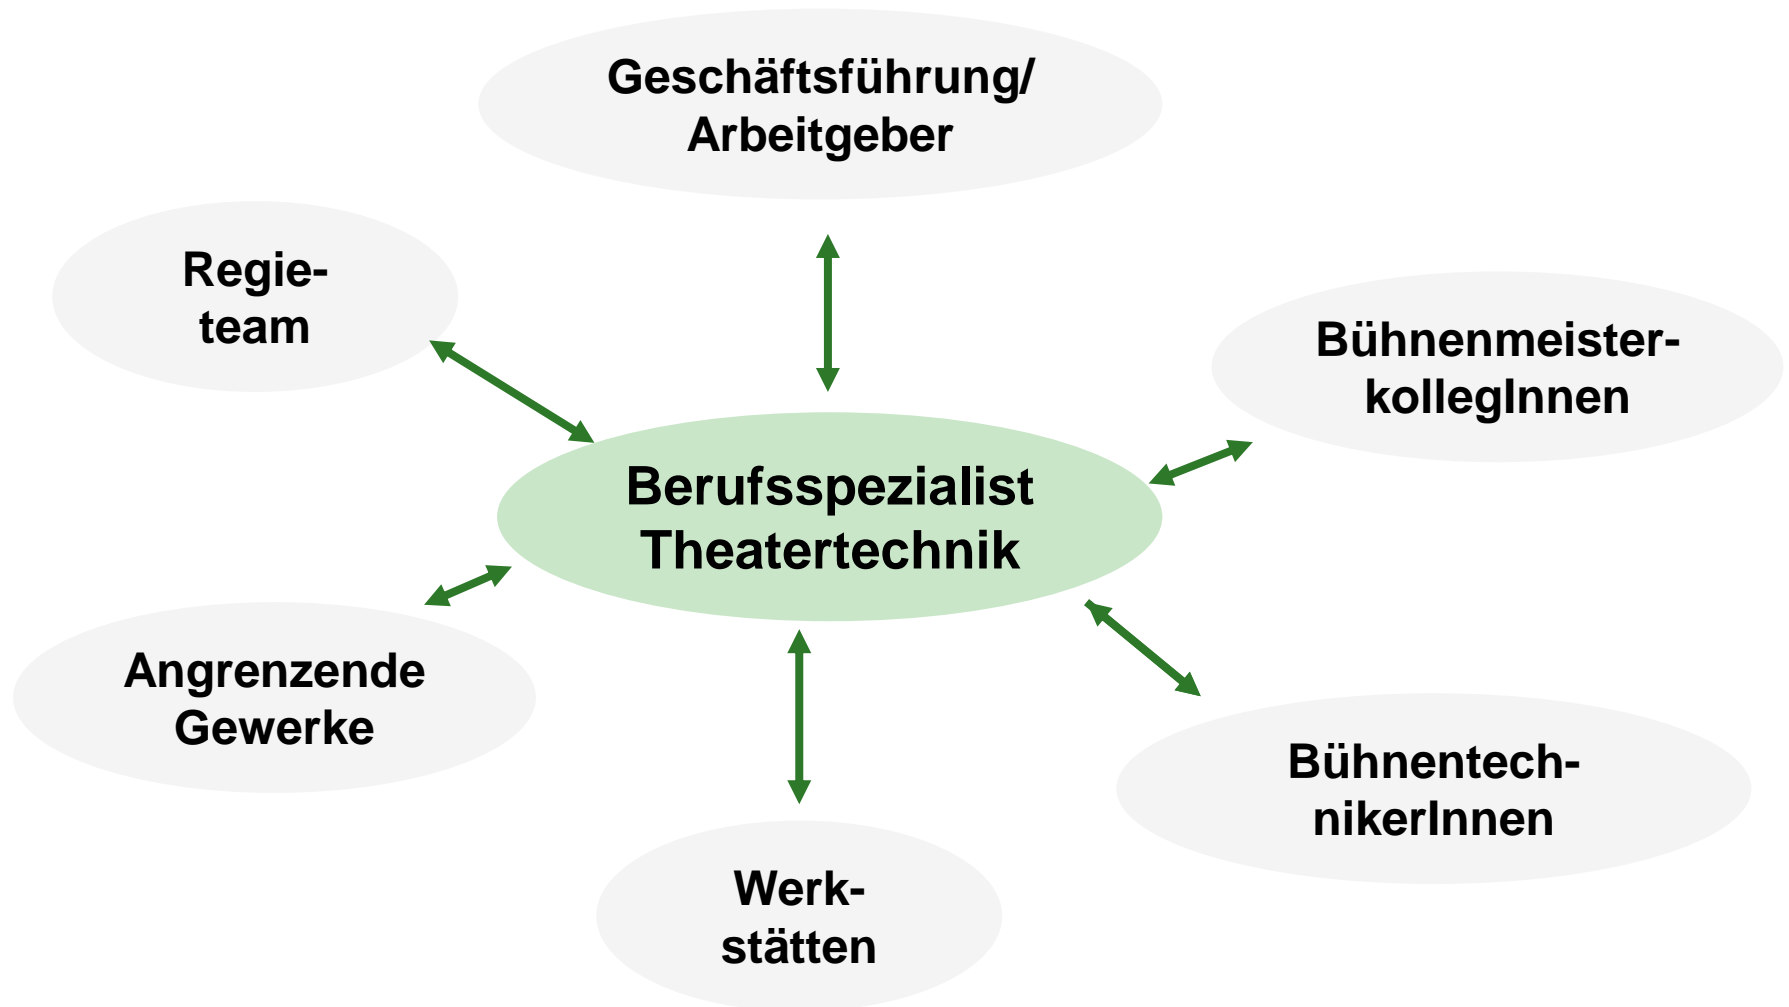 Geschäftsführung/
Arbeitgeber
Regie-
team
Bühnenmeister-
kollegInnen
Berufsspezialist
Theatertechnik
Angrenzende
Gewerke
Bühnentech-
nikerInnen
Werk-
stätten